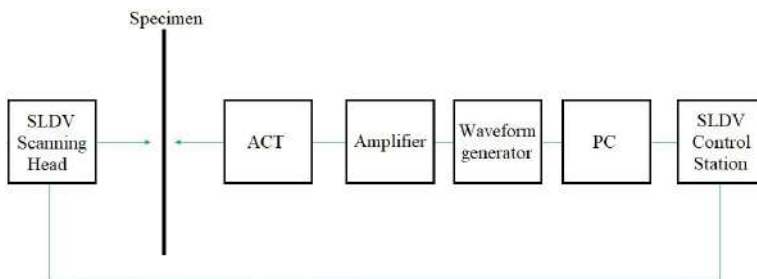 Specimen
SLDV
Scanning
Head
ACT
Amplifier
Waveform
generator
PC
SLDV
Control
Station